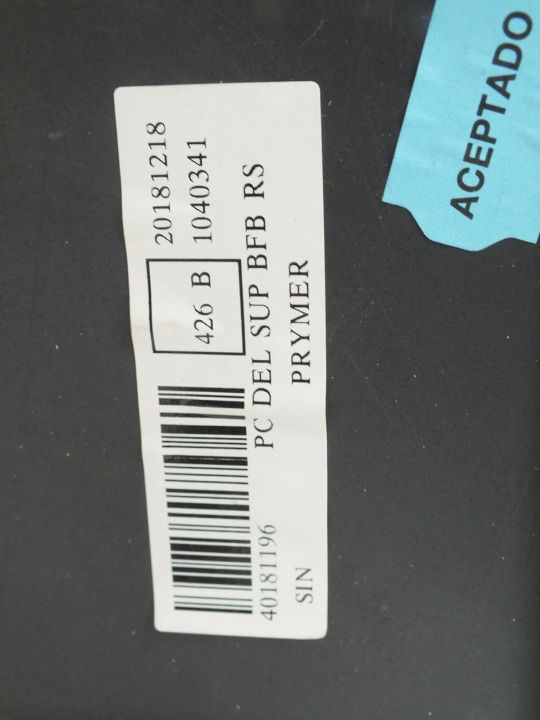 20181218
426 B 1040341
40181196 PC DEL SUP BFB RS
SIN PRYMER
ACEPTADO